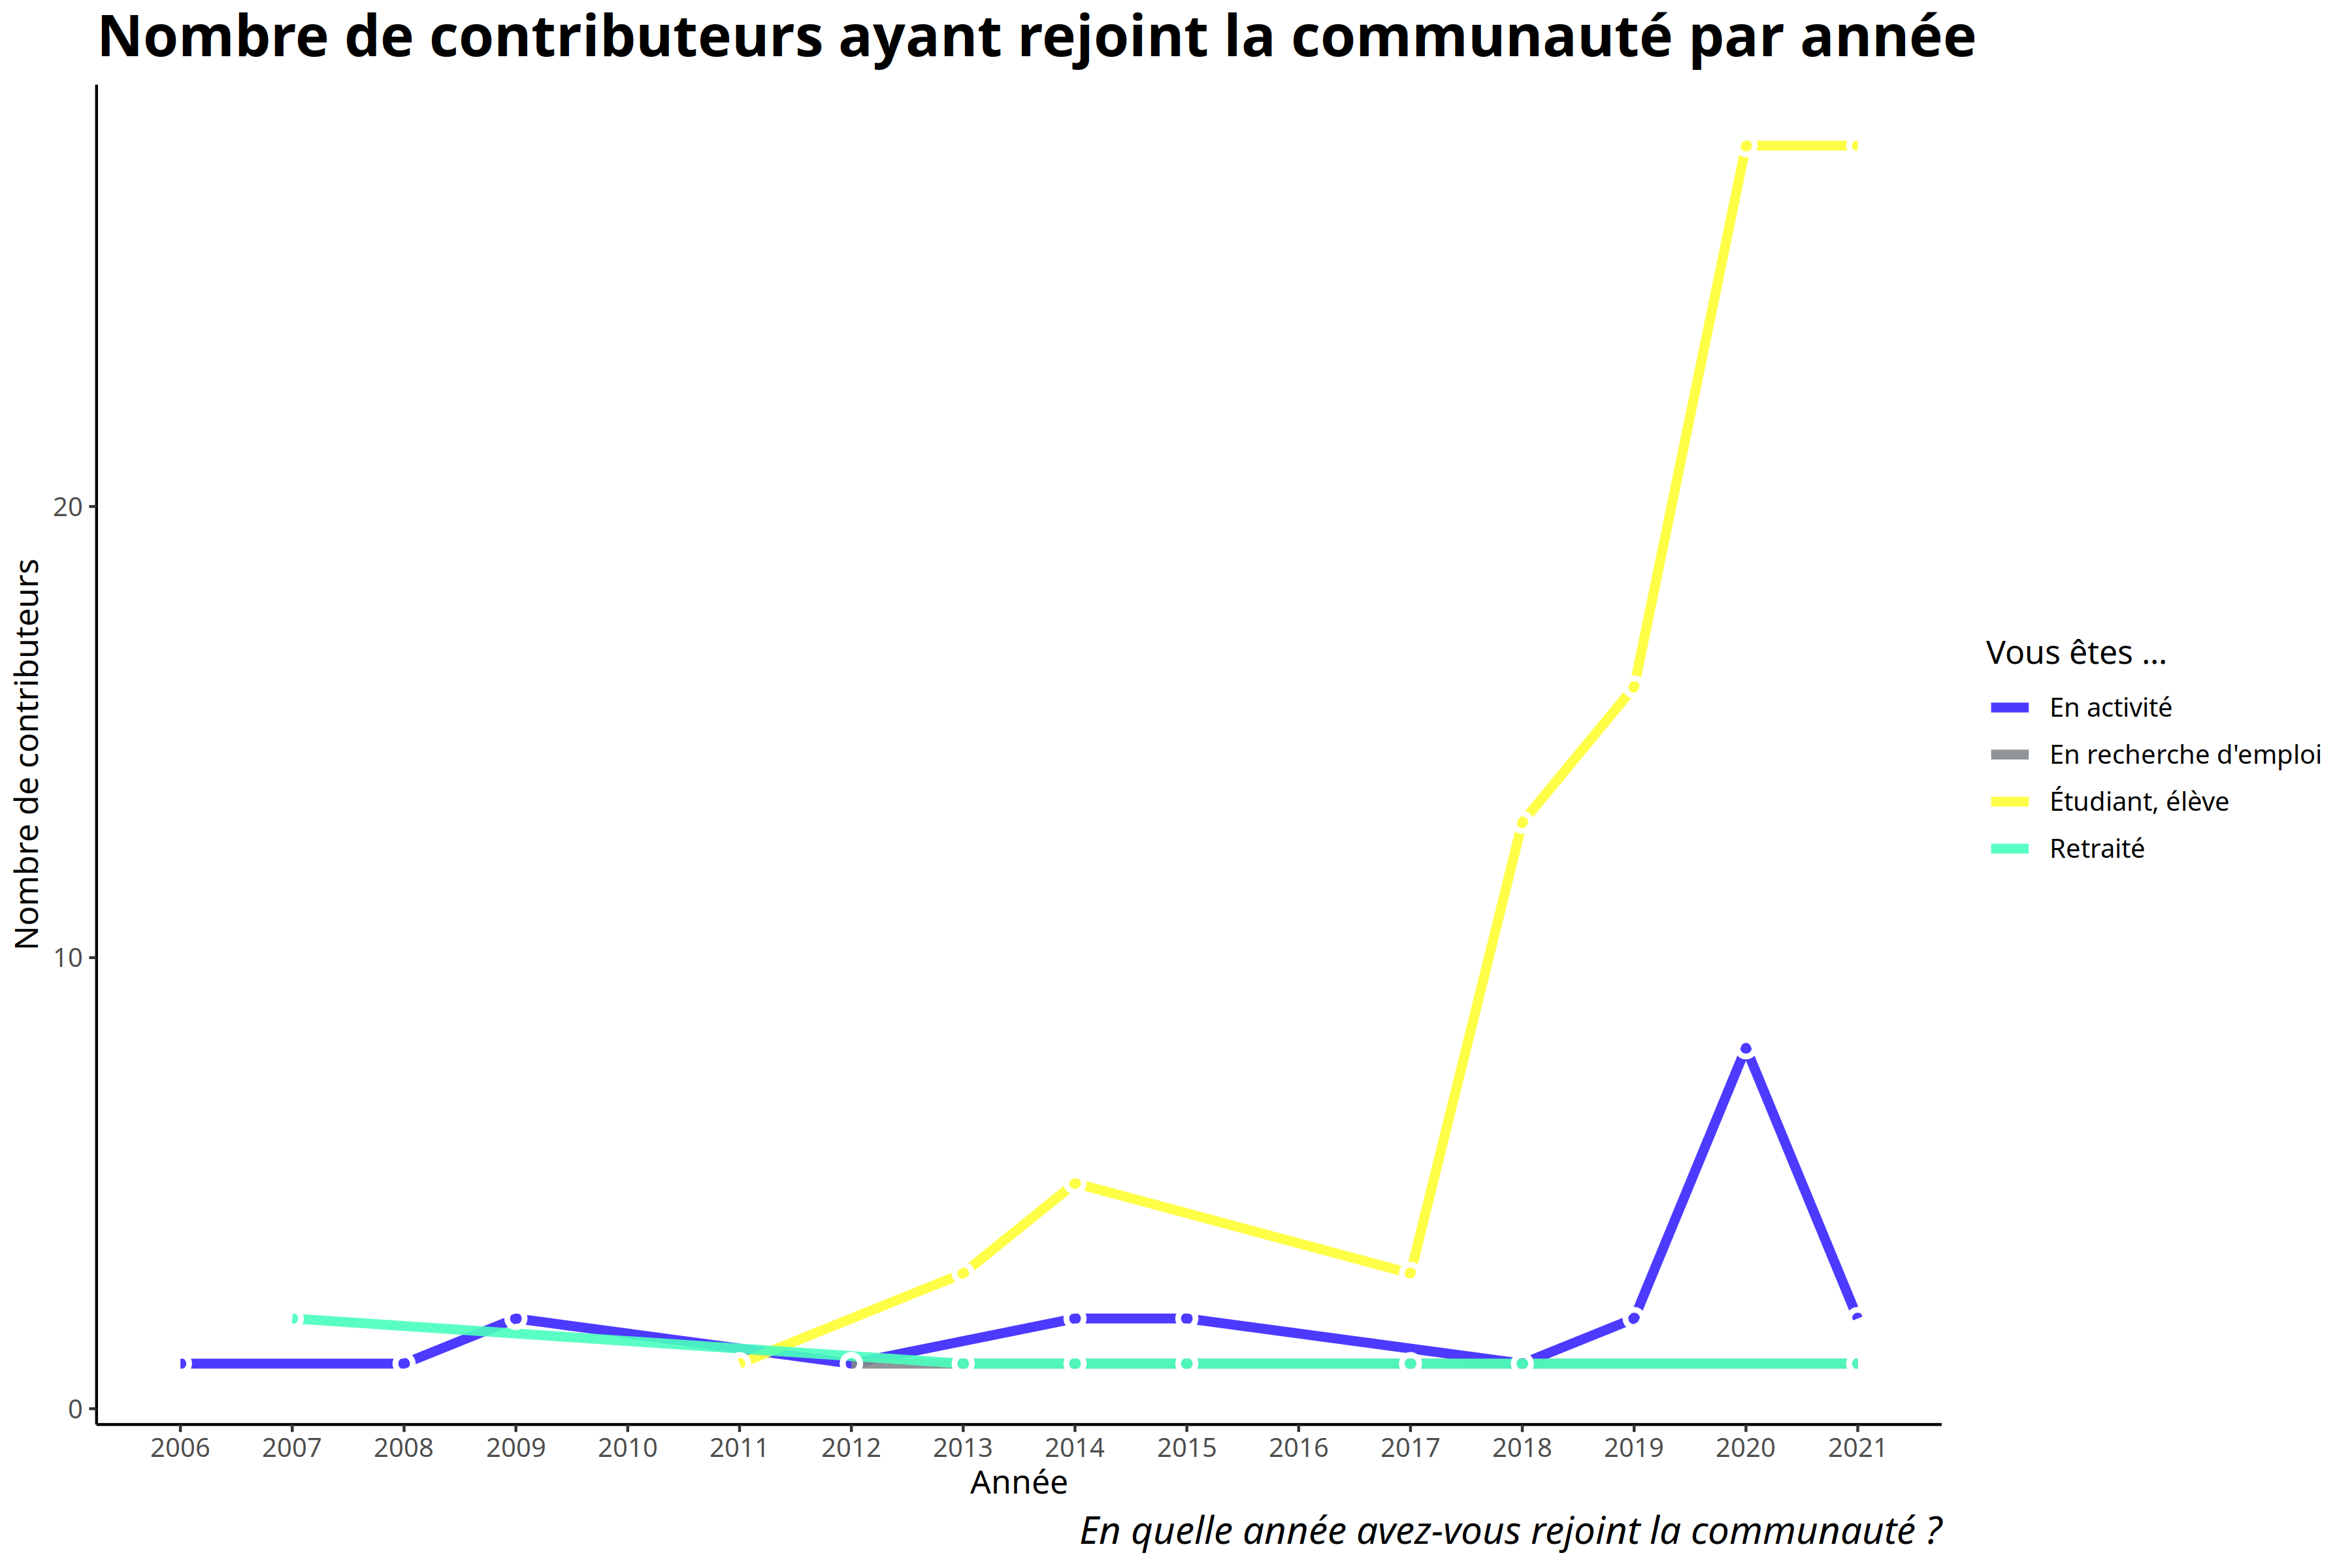 Nombre de contributeurs ayant rejoint la communauté par année
Nombre de contributeurs
20
10
0
2006 2007 2008 2009 2010 2011 2012 2013 2014 2015 2016 2017 2018 2019 2020 2021
Année
En quelle année avez-vous rejoint la communauté ?
Vous êtes ...
En activité
En recherche d'emploi
Étudiant, élève
Retraité